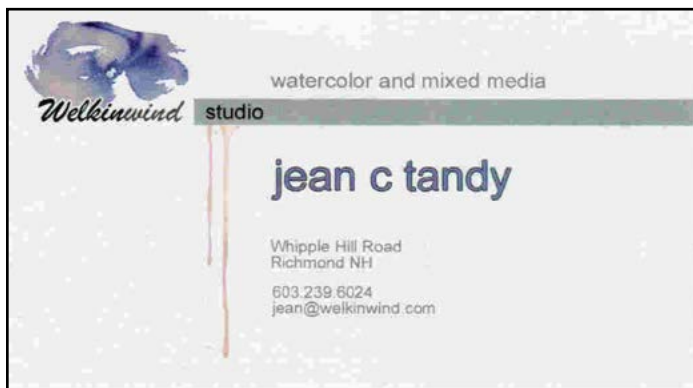 watercolor and mixed media
Welkinwind studio
jean c tandy
Whipple Hill Road
Richmond NH
603.239.6024
jean@welkinwind.com